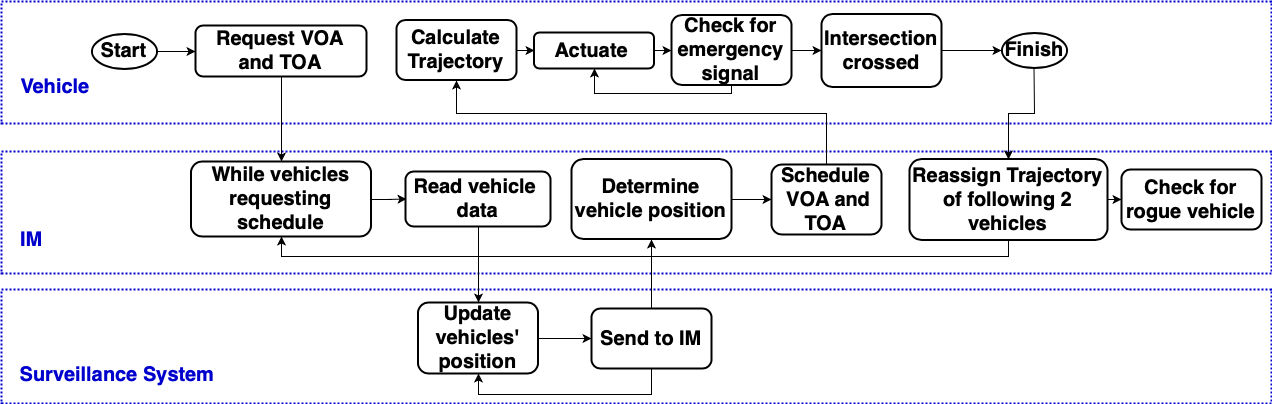 Start
Request VOA
and TOA
Calculate
Trajectory
Actuate
Check for
emergency
signal
Intersection
crossed
Finish
Vehicle
While vehicles
requesting
schedule
Read vehicle
data
Determine
vehicle position
Schedule
VOA and
TOA
Reassign Trajectory
of following 2
vehicles
Check for
rogue vehicle
IM
Update
vehicles'
position
Send to IM
Surveillance System